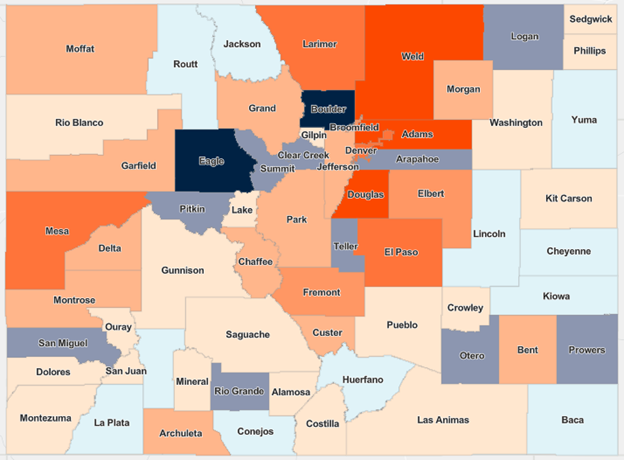 Sedgwick
Logan
Phillips
Moffat
Routt
Jackson
Larimer
Weld
Morgan
Grand
Boulder
Rio Blanco
Washington
Yuma
Broomfield
Gilpin
Adams
Garfield
Eagle
Clear Creek
Denver
Arapahoe
Summit
Jefferson
Douglas
Elbert
Kit Carson
Pitkin
Lake
Park
Lincoln
Mesa
Delta
Teller
El Paso
Cheyenne
Chaffee
Gunnison
Montrose
Fremont
Kiowa
Crowley
Ouray
Saguache
Custer
Pueblo
San Miguel
Otero
Bent
Prowers
Dolores
San Juan
Mineral
Rio Grande
Alamosa
Huerfano
Montezuma
La Plata
Archuleta
Conejos
Costilla
Las Animas
Baca